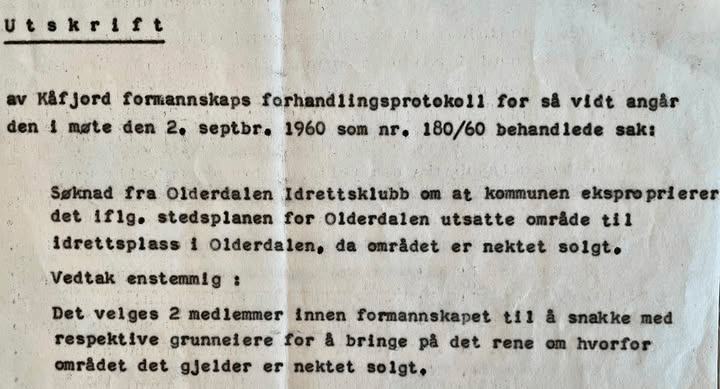 Utskrift
av Kåfjord formannskaps forhandlingsprotokoll for så vidt angår
den i møte den 2. septbr. 1960 som nr. 180/60 behandlede sak:
Søknad fra Olderdalen Idrettsklubb om at kommunen eksproprierer
det iflg. stedsplanen for Olderdalen utsatte område til
idrettsplass i Olderdalen, da området er nektet solgt.
Vedtak enstemmig :
Det velges 2 medlemmer innen formannskapet til å snakke med
respektive grunneiere for å bringe på det rene om hvorfor
området det gjelder er nektet solgt.